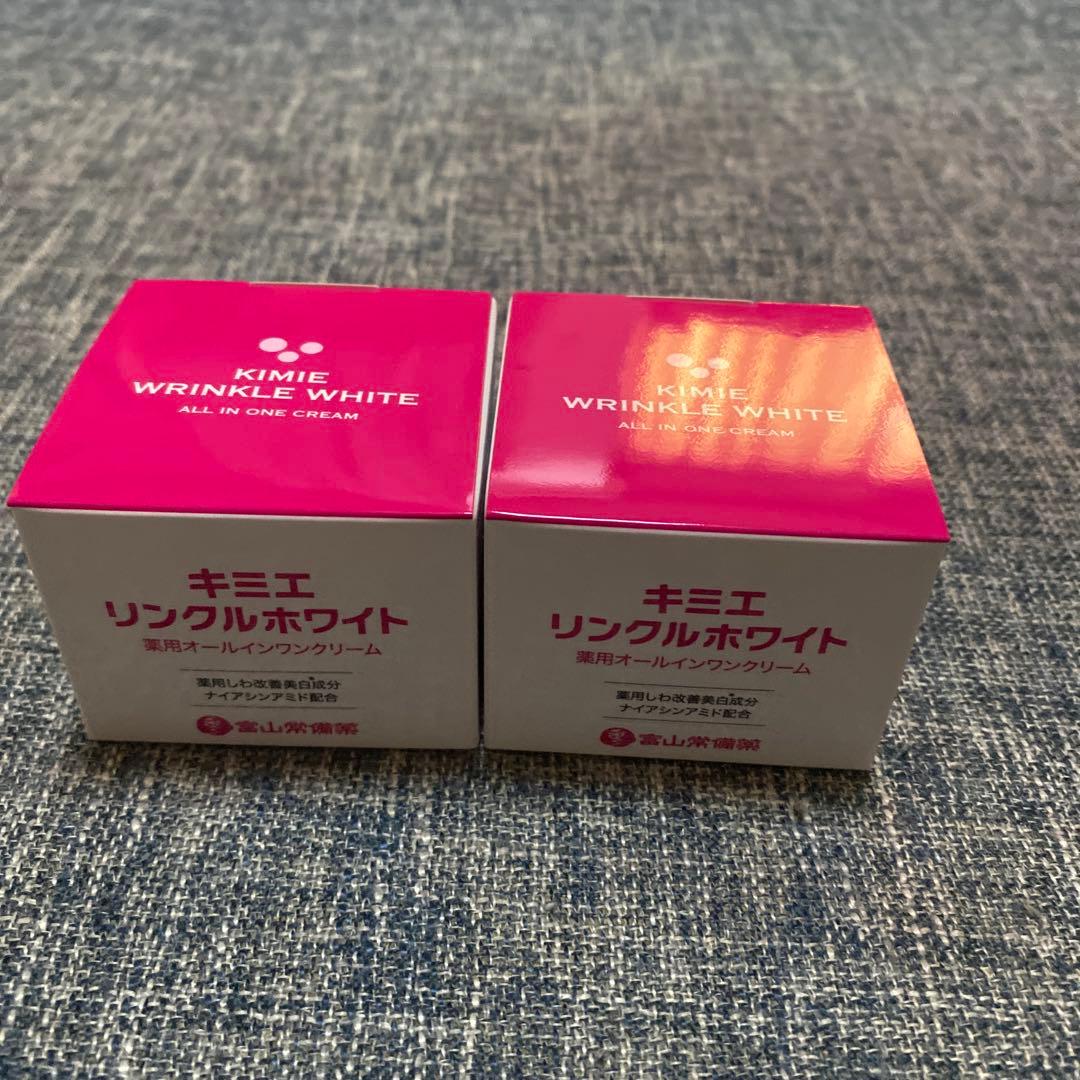 KIMIE
WRINKLE WHITE
ALL IN ONE CREAM
キミエ
リンクルホワイト
薬用オールインワンクリーム
薬用しわ改善美白*成分
ナイアシンアミド配合
富山常備薬
KIMIE
WRINKLE WHITE
ALL IN ONE CREAM
キミエ
リンクルホワイト
薬用オールインワンクリーム
薬用しわ改善美白*成分
ナイアシンアミド配合
富山常備薬